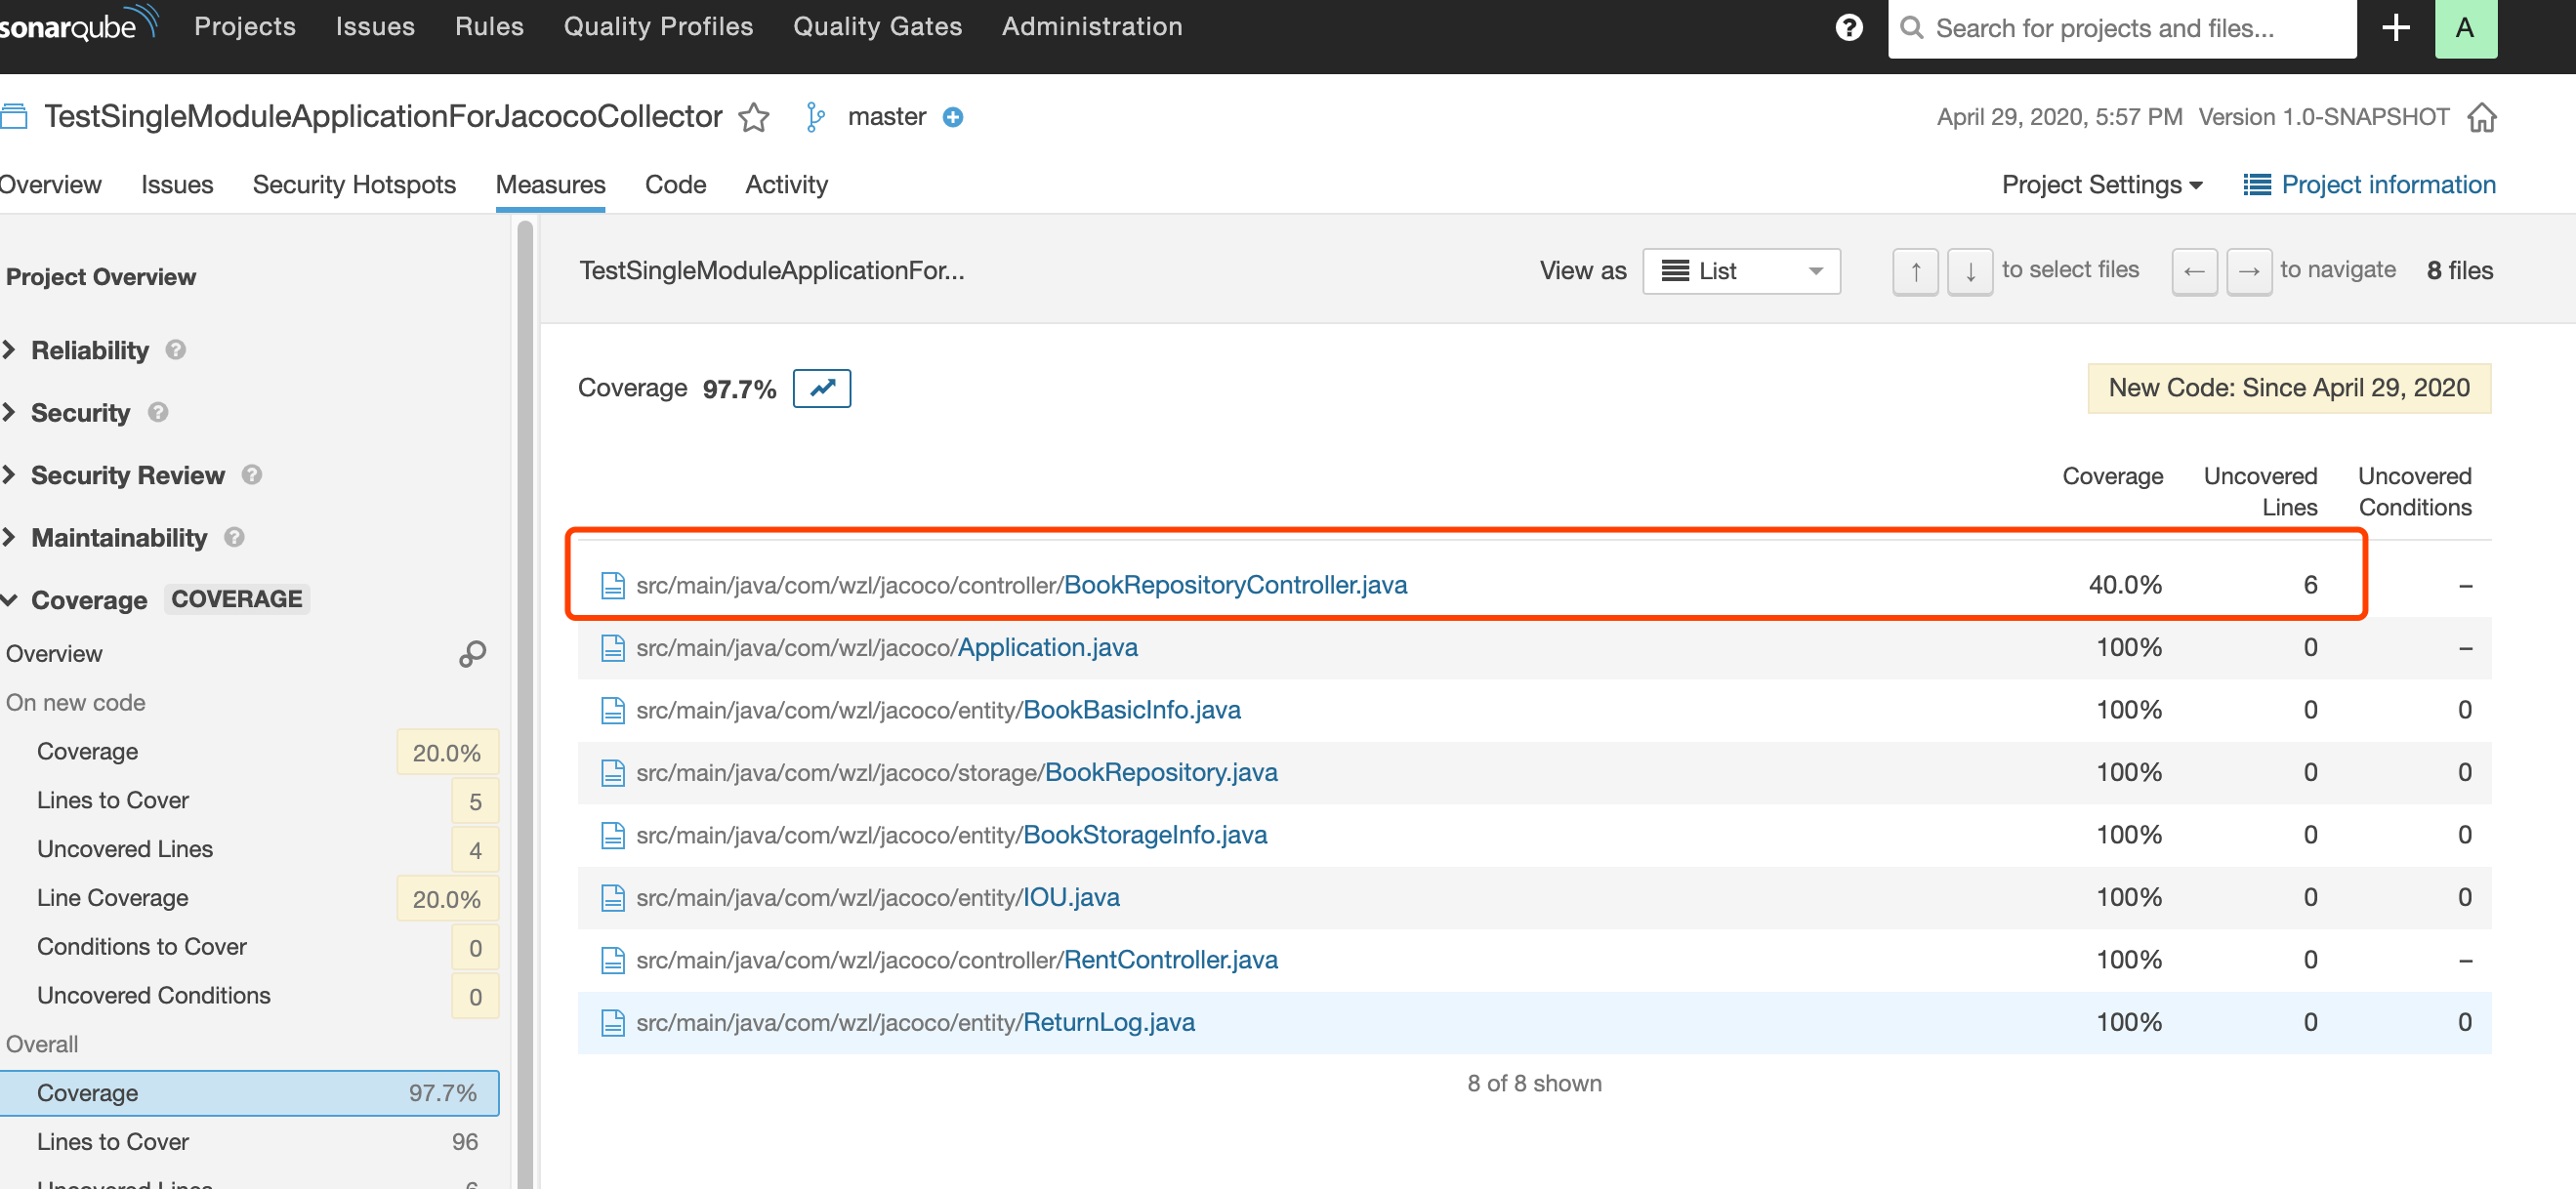 sonarqube Projects Issues Rules Quality Profiles Quality Gates Administration ? Search for projects and files... + A
TestSingleModuleApplicationForJacocoCollector master April 29, 2020, 5:57 PM Version 1.0-SNAPSHOT
Overview Issues Security Hotspots Measures Code Activity Project Settings Project information
TestSingleModuleApplicationFor... View as List ↑ ↓ to select files ← → to navigate 8 files
Project Overview
Reliability ?
Security ?
Security Review ?
Maintainability ?
Coverage COVERAGE
Overview
On new code
Coverage 20.0%
Lines to Cover 5
Uncovered Lines 4
Line Coverage 20.0%
Conditions to Cover 0
Uncovered Conditions 0
Overall
Coverage 97.7%
Lines to Cover 96
Uncovered Lines 6
Coverage 97.7% New Code: Since April 29, 2020
Coverage Uncovered Lines Uncovered Conditions
src/main/java/com/wzl/jacoco/controller/BookRepositoryController.java 40.0% 6 –
src/main/java/com/wzl/jacoco/Application.java 100% 0 –
src/main/java/com/wzl/jacoco/entity/BookBasicInfo.java 100% 0 0
src/main/java/com/wzl/jacoco/storage/BookRepository.java 100% 0 0
src/main/java/com/wzl/jacoco/entity/BookStorageInfo.java 100% 0 0
src/main/java/com/wzl/jacoco/entity/IOU.java 100% 0 0
src/main/java/com/wzl/jacoco/controller/RentController.java 100% 0 –
src/main/java/com/wzl/jacoco/entity/ReturnLog.java 100% 0 0
8 of 8 shown